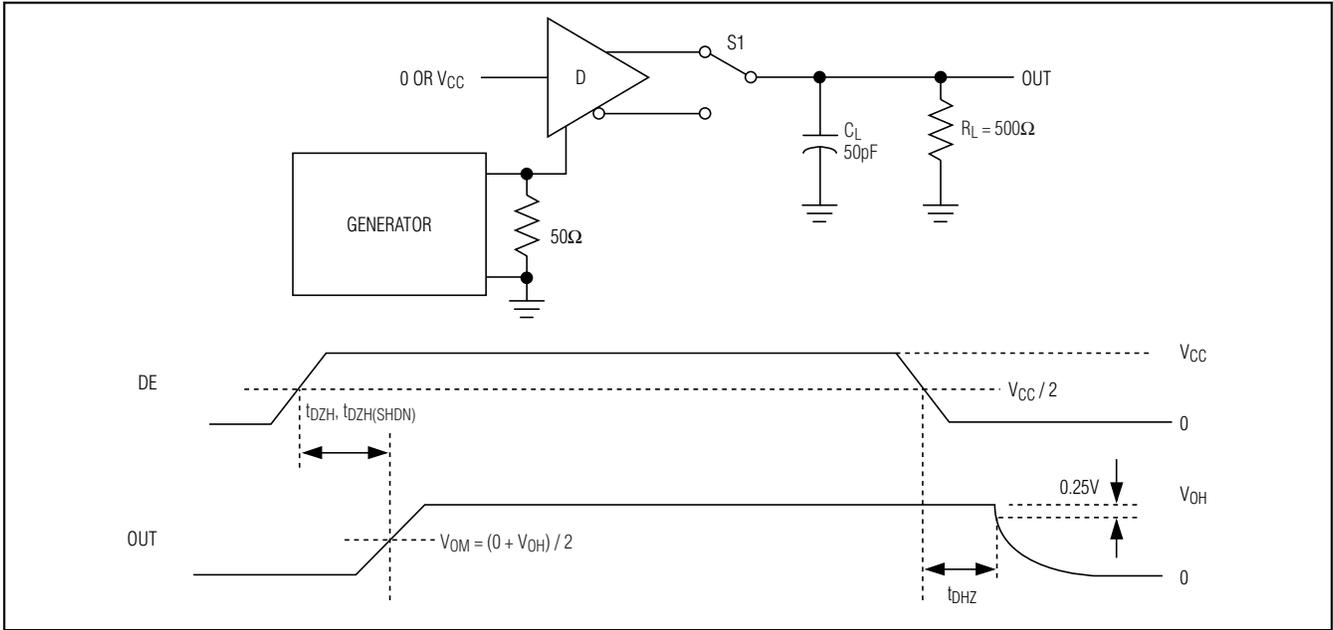 S1
0 OR VCC
D
OUT
CL
50pF
RL = 500Ω
GENERATOR
50Ω
DE
VCC
VCC / 2
tDZH, tDZH(SHDN)
0
0.25V
VOH
OUT
VOM = (0 + VOH) / 2
0
tDHZ